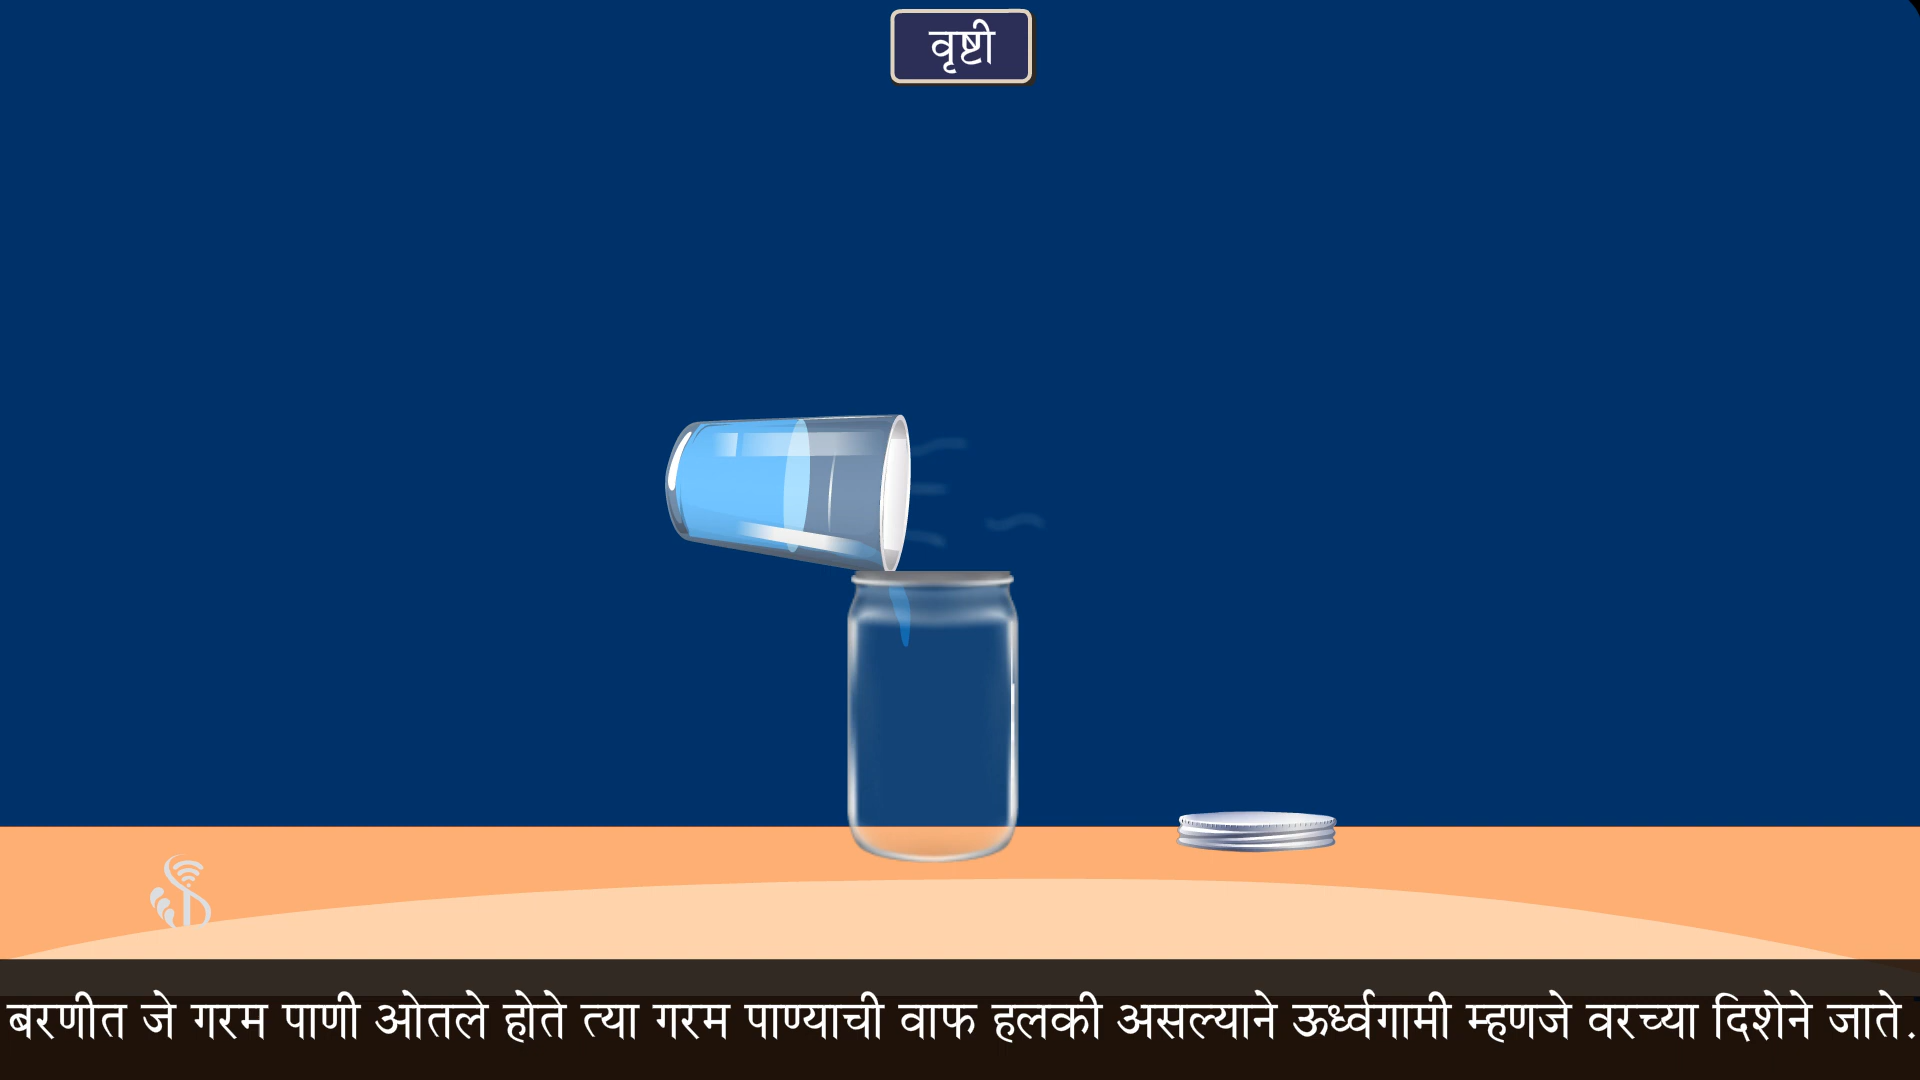 वृष्टी
बरणीत जे गरम पाणी ओतले होते त्या गरम पाण्याची वाफ हलकी असल्याने ऊर्ध्वगामी म्हणजे वरच्या दिशेने जाते.